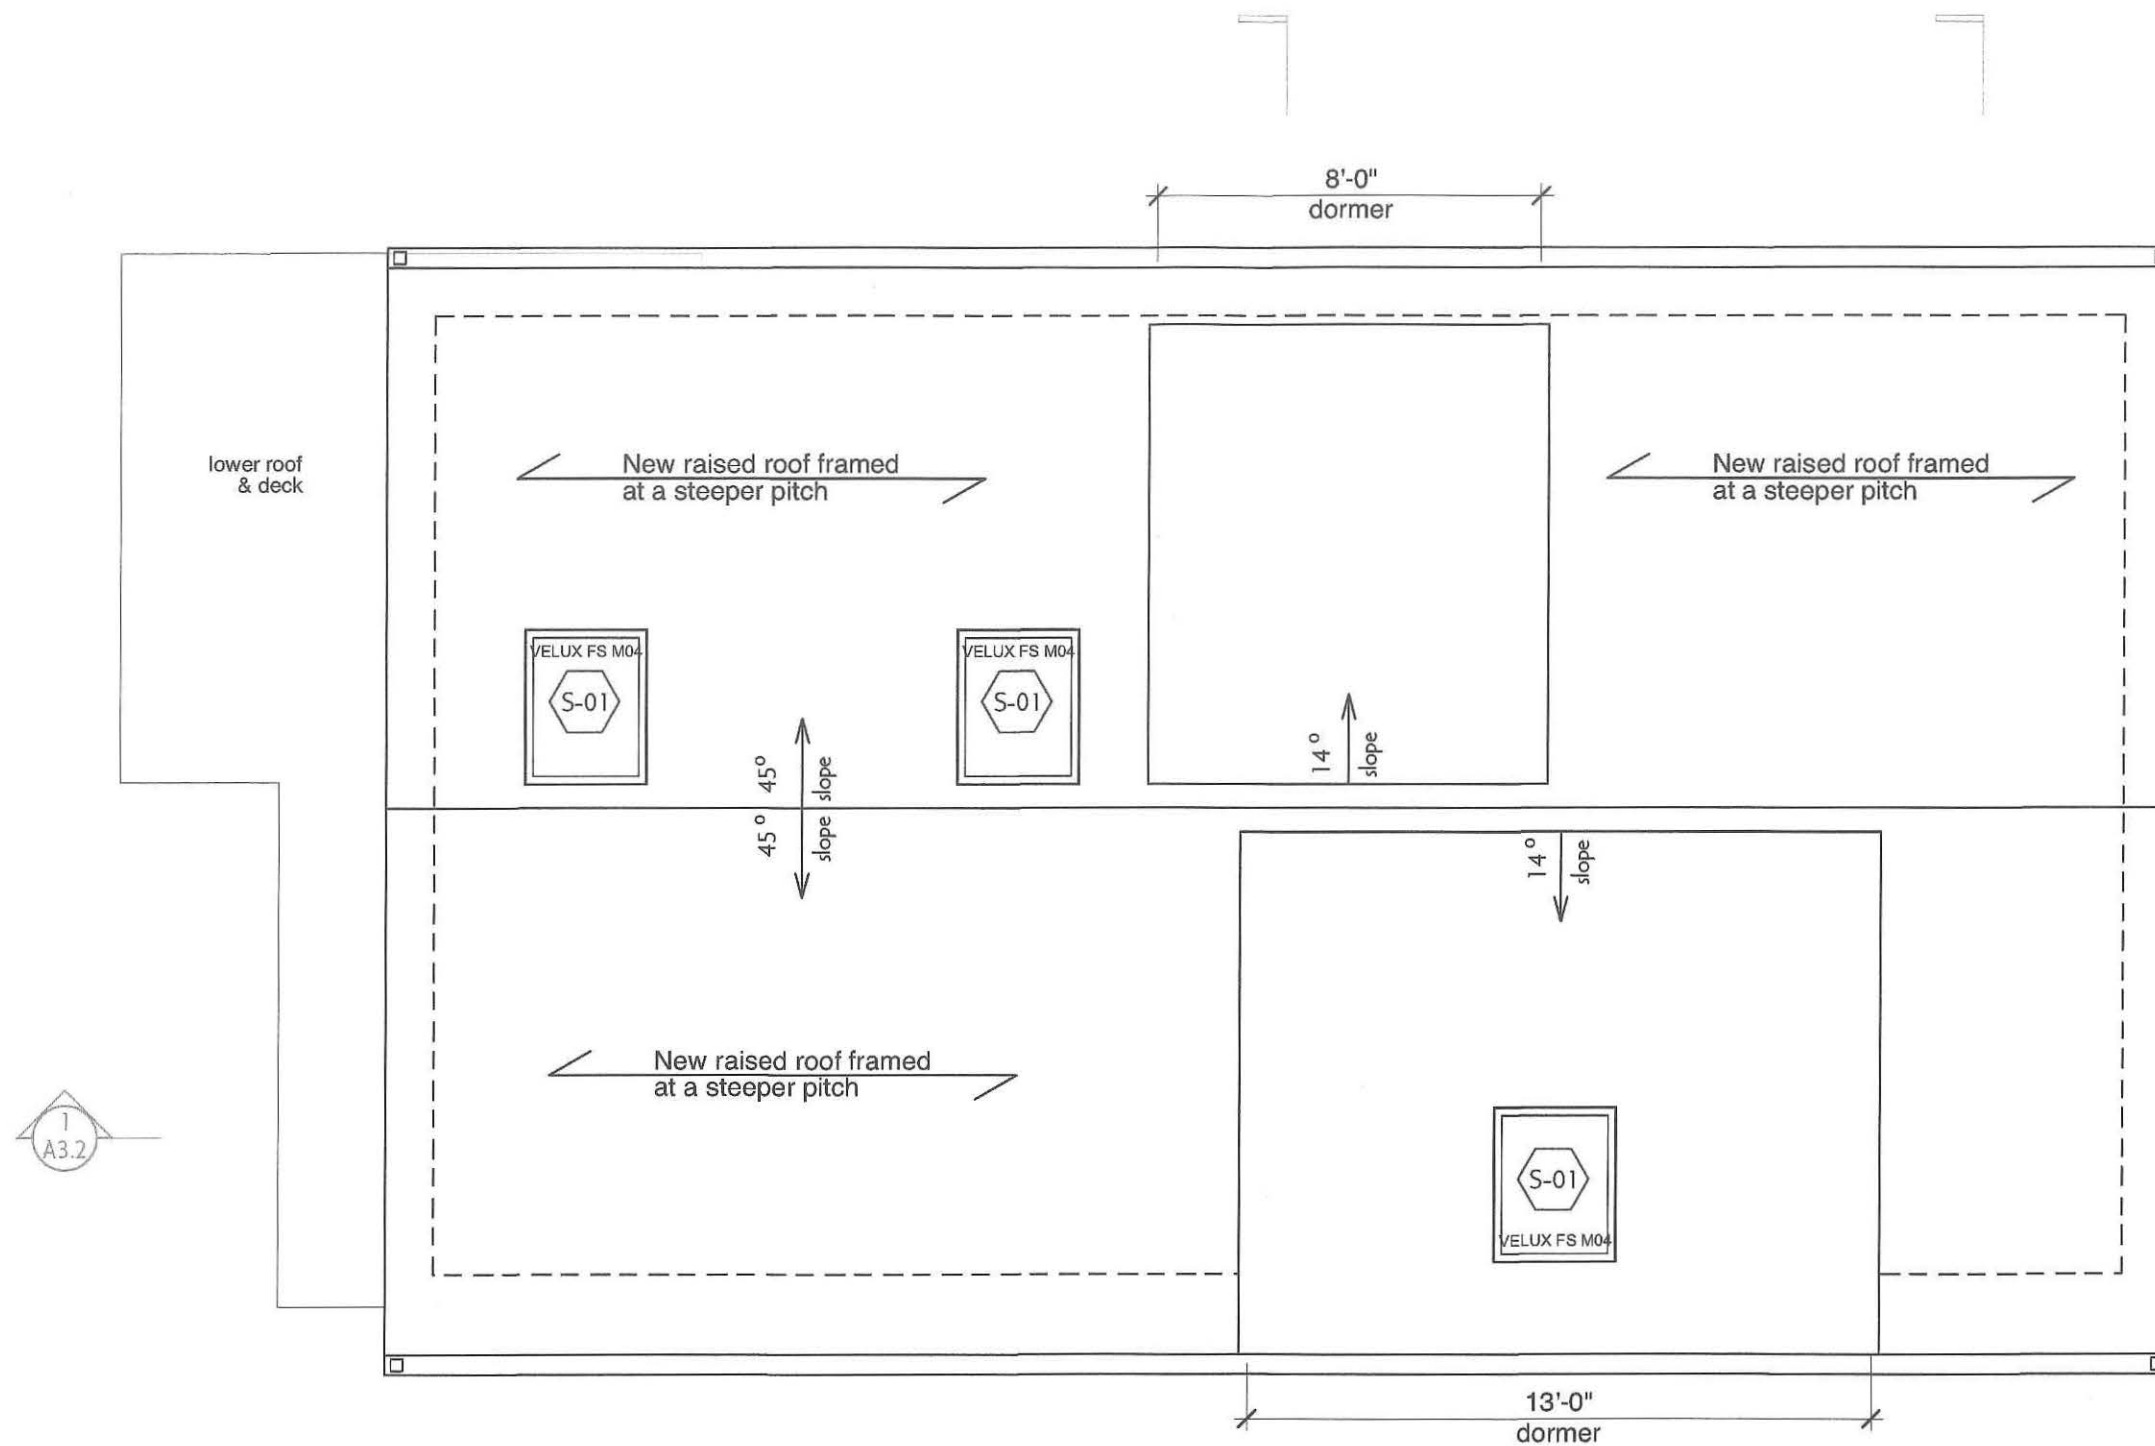 8'-0"
dormer
lower roof
& deck
New raised roof framed
at a steeper pitch
New raised roof framed
at a steeper pitch
VELUX FS M04
S-01
VELUX FS M04
S-01
45° slope
45° slope
14° slope
14° slope
New raised roof framed
at a steeper pitch
1
A3.2
S-01
VELUX FS M04
13'-0"
dormer